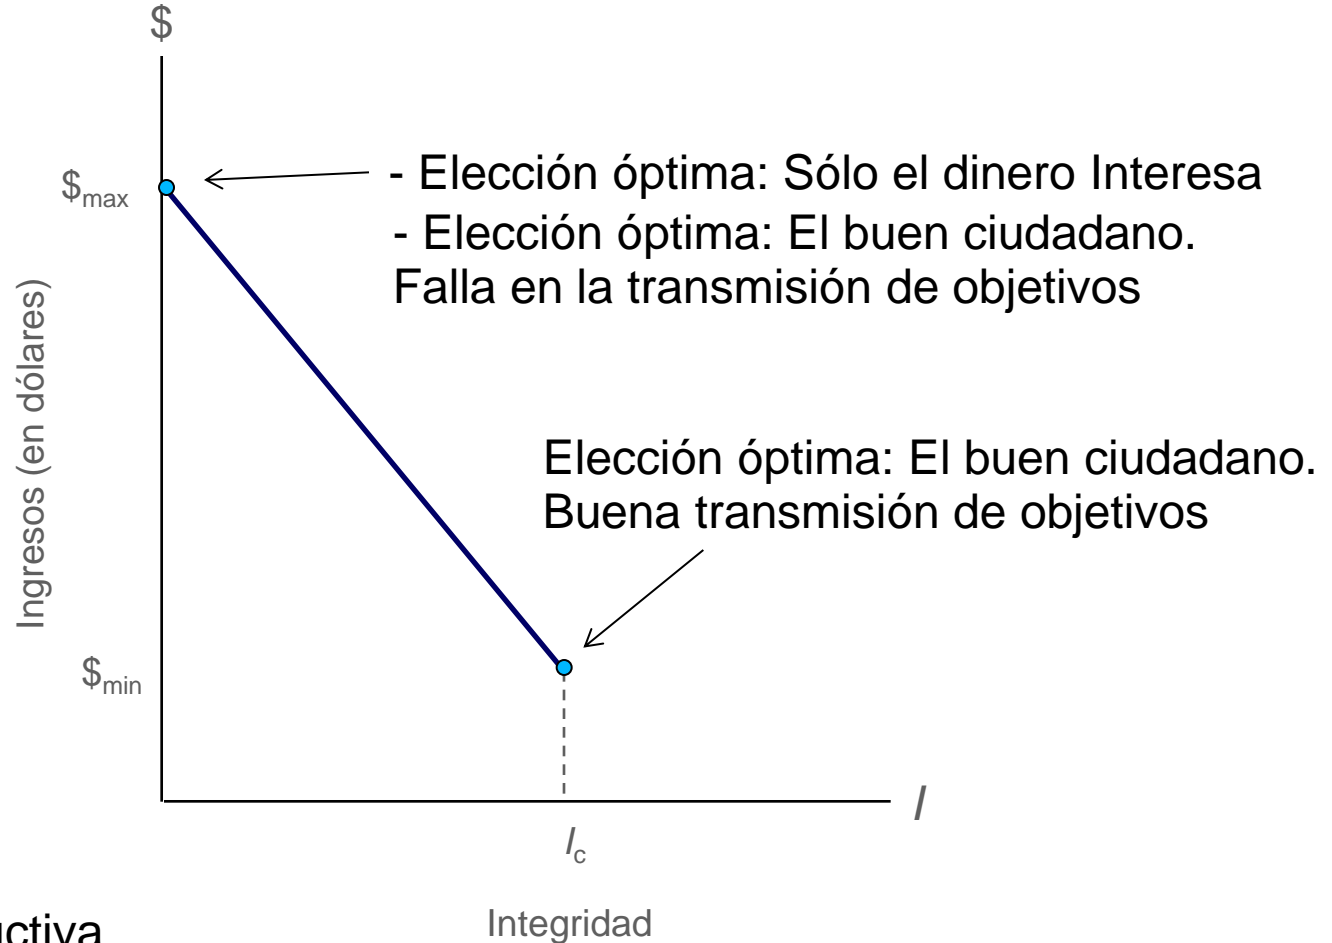 $
- Elección óptima: Sólo el dinero Interesa
$max
- Elección óptima: El buen ciudadano.
Falla en la transmisión de objetivos
Ingresos (en dólares)
Elección óptima: El buen ciudadano.
Buena transmisión de objetivos
$min
I
Ic
Integridad